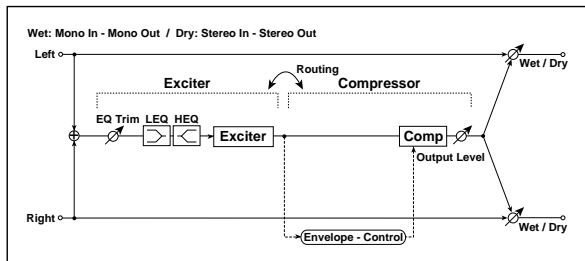 Wet: Mono In - Mono Out / Dry: Stereo In - Stereo Out
Left
Wet / Dry
Routing
Exciter
Compressor
EQ Trim
LEQ
HEQ
Exciter
Comp
Output Level
Right
Wet / Dry
Envelope - Control